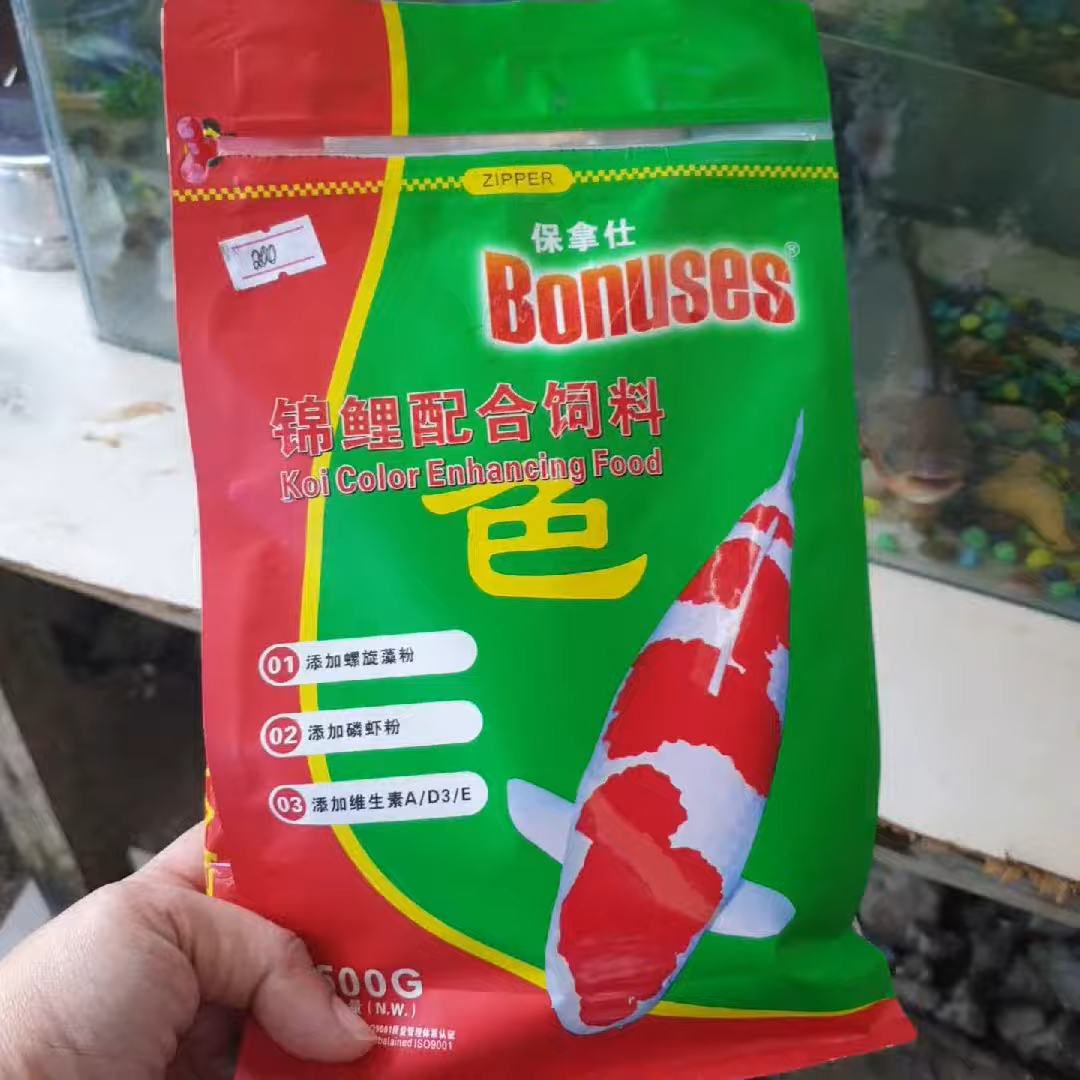 ZIPPER
200
保拿仕
Bonuses®
锦鲤配合饲料
Koi Color Enhancing Food
色
01 添加螺旋藻粉
02 添加磷虾粉
03 添加维生素A/D3/E
500G
量(N.W.)
ISO9001